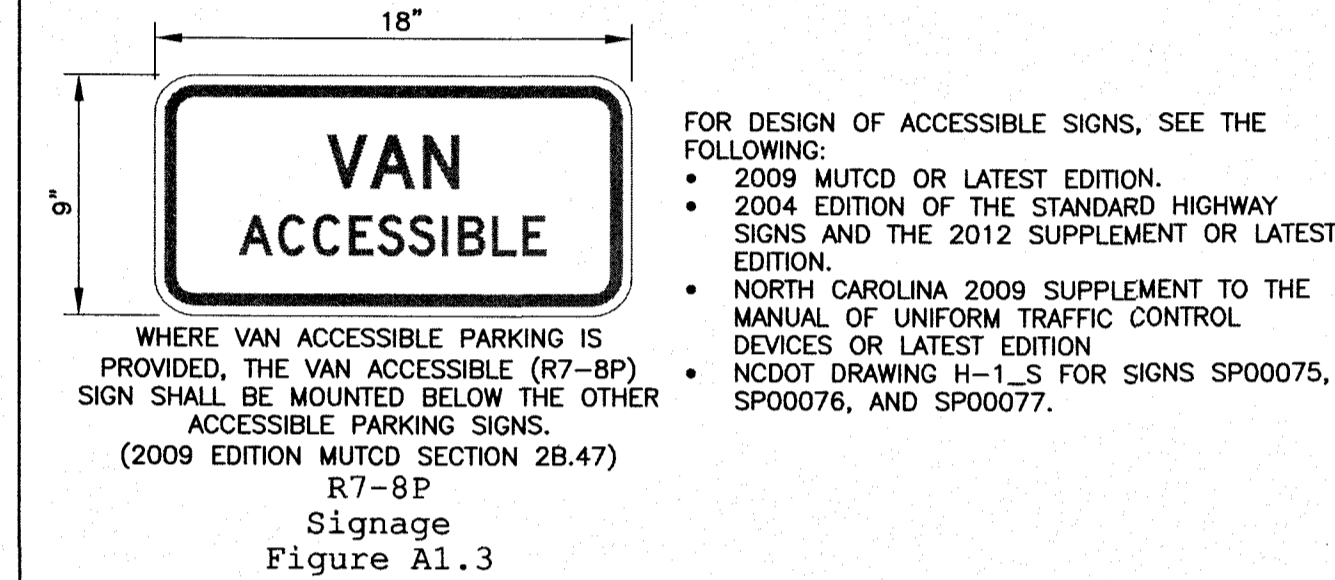 18"
9"
VAN
ACCESSIBLE
WHERE VAN ACCESSIBLE PARKING IS
PROVIDED, THE VAN ACCESSIBLE (R7-8P)
SIGN SHALL BE MOUNTED BELOW THE OTHER
ACCESSIBLE PARKING SIGNS.
(2009 EDITION MUTCD SECTION 2B.47)
R7-8P
Signage
Figure A1.3
FOR DESIGN OF ACCESSIBLE SIGNS, SEE THE
FOLLOWING:
• 2009 MUTCD OR LATEST EDITION.
• 2004 EDITION OF THE STANDARD HIGHWAY
SIGNS AND THE 2012 SUPPLEMENT OR LATEST
EDITION.
• NORTH CAROLINA 2009 SUPPLEMENT TO THE
MANUAL OF UNIFORM TRAFFIC CONTROL
DEVICES OR LATEST EDITION
• NCDOT DRAWING H-1_S FOR SIGNS SP00075,
SP00076, AND SP00077.